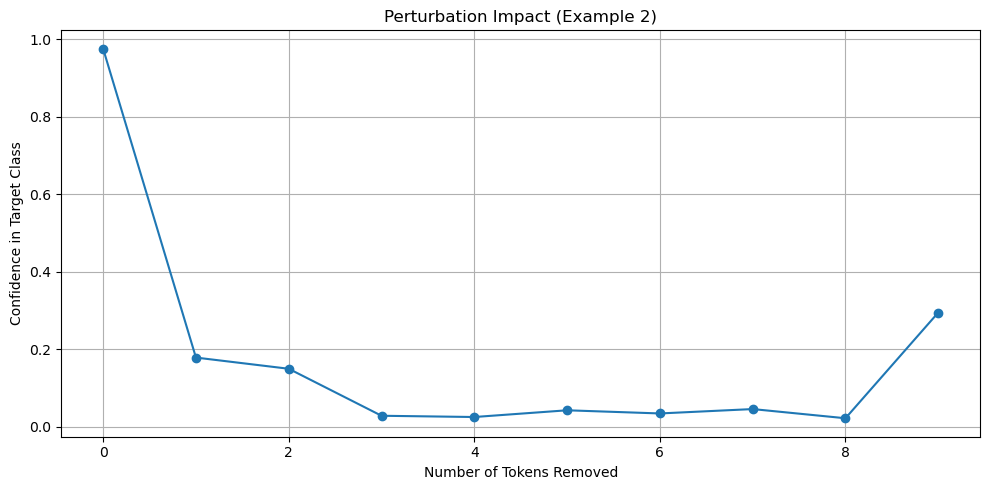 Perturbation Impact (Example 2)
Confidence in Target Class
1.0
0.8
0.6
0.4
0.2
0.0
0 2 4 6 8
Number of Tokens Removed